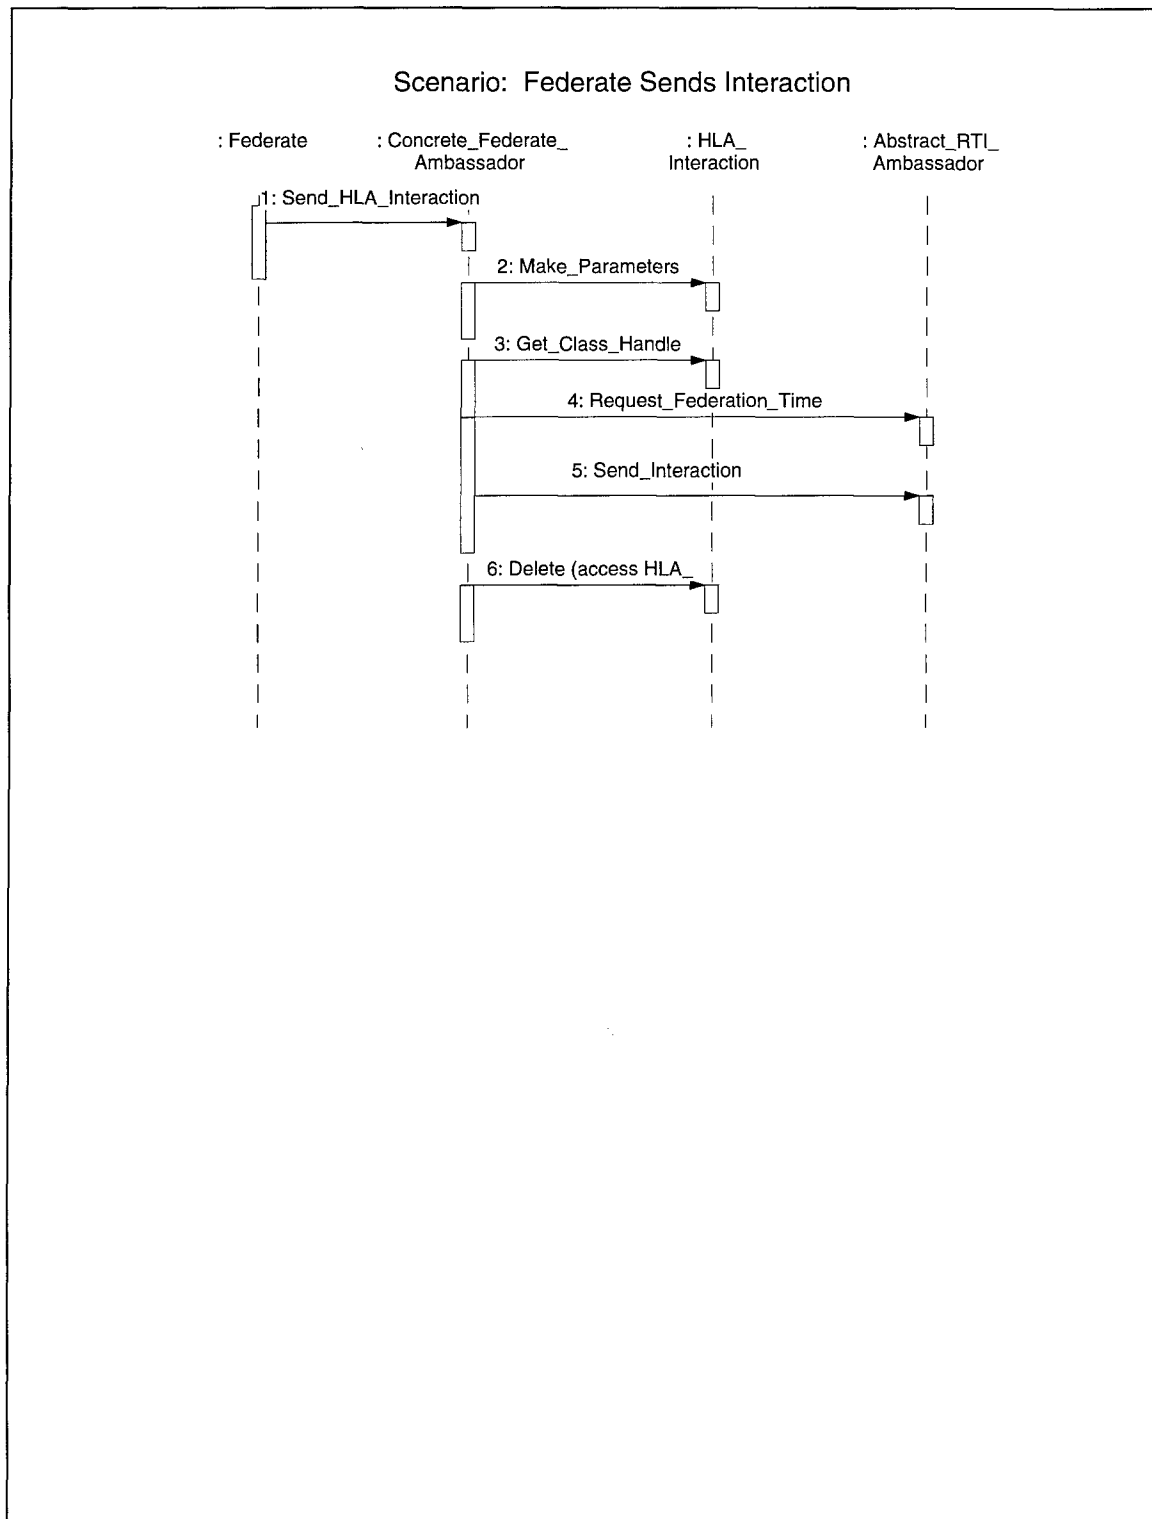 Scenario: Federate Sends Interaction
: Federate
: Concrete_Federate_
Ambassador
: HLA_
Interaction
: Abstract_RTI_
Ambassador
1: Send_HLA_Interaction
2: Make_Parameters
3: Get_Class_Handle
4: Request_Federation_Time
5: Send_Interaction
6: Delete (access HLA_